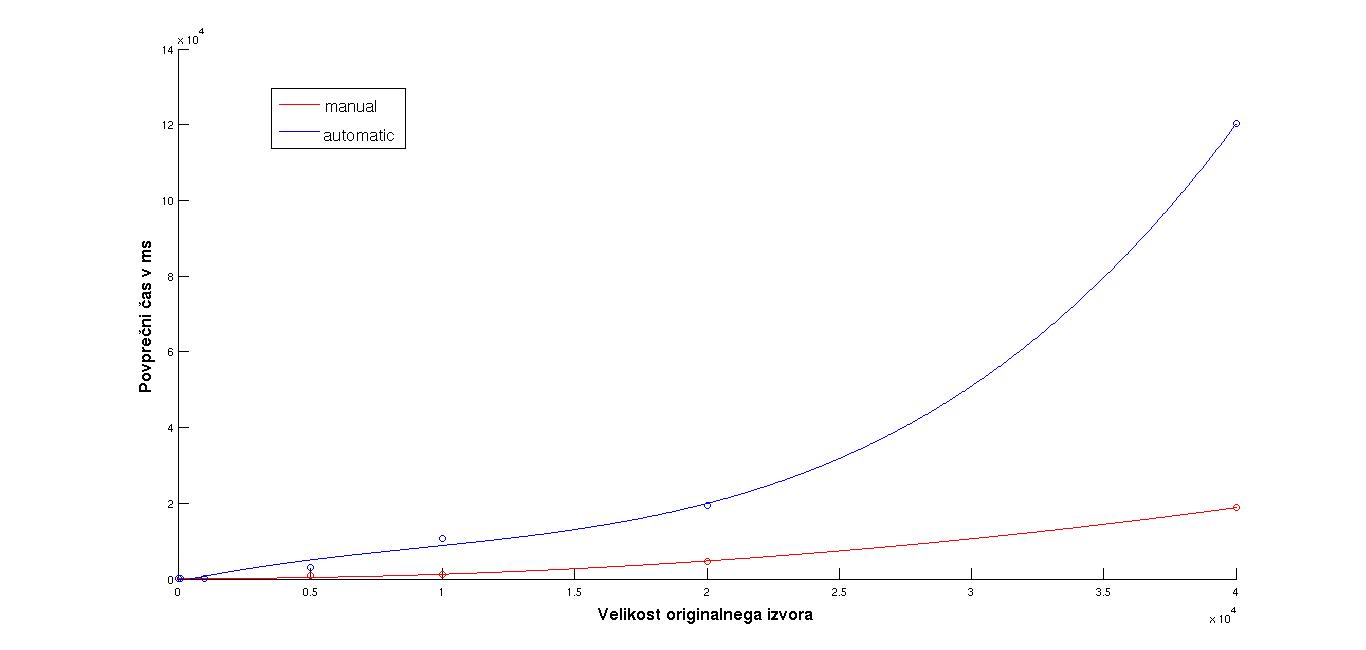 x 10^4
14
12
10
8
6
4
2
0
manual
automatic
Povprečni čas v ms
0 0.5 1 1.5 2 2.5 3 3.5 4
x 10^4
Velikost originalnega izvora